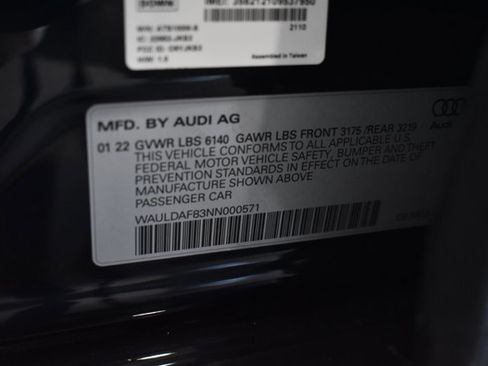 2110
Assembled in Taiwan
MFD. BY AUDI AG
01 22 GVWR LBS 6140 GAWR LBS FRONT 3175 /REAR 3219
THIS VEHICLE CONFORMS TO ALL APPLICABLE U.S.
FEDERAL MOTOR VEHICLE SAFETY, BUMPER AND THEFT
PREVENTION STANDARDS IN EFFECT ON THE DATE OF
MANUFACTURE SHOWN ABOVE
PASSENGER CAR
WAULDAF83NN000571
Audi